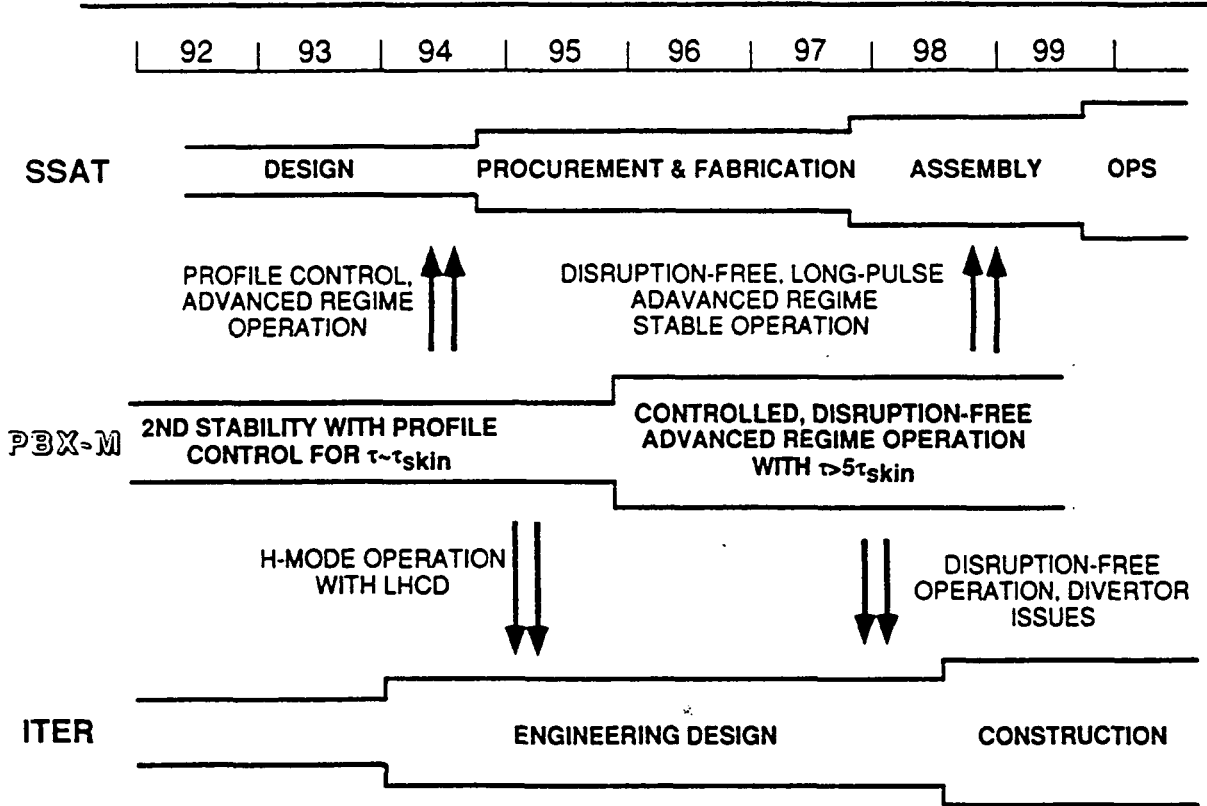 92 93 94 95 96 97 98 99
SSAT
DESIGN
PROCUREMENT & FABRICATION
ASSEMBLY
OPS
PROFILE CONTROL,
ADVANCED REGIME
OPERATION
DISRUPTION-FREE, LONG-PULSE
ADAVANCED REGIME
STABLE OPERATION
PBX-M
2ND STABILITY WITH PROFILE
CONTROL FOR τ~τskin
CONTROLLED, DISRUPTION-FREE
ADVANCED REGIME OPERATION
WITH τ>5τskin
H-MODE OPERATION
WITH LHCD
DISRUPTION-FREE
OPERATION, DIVERTOR
ISSUES
ITER
ENGINEERING DESIGN
CONSTRUCTION